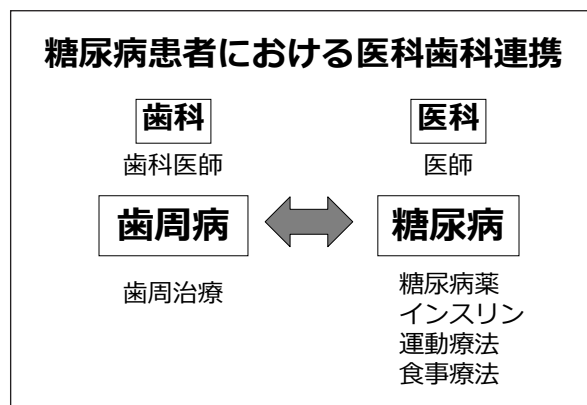 糖尿病患者における医科歯科連携
歯科
歯科医師
歯周病
歯周治療
医科
医師
糖尿病
糖尿病薬
インスリン
運動療法
食事療法